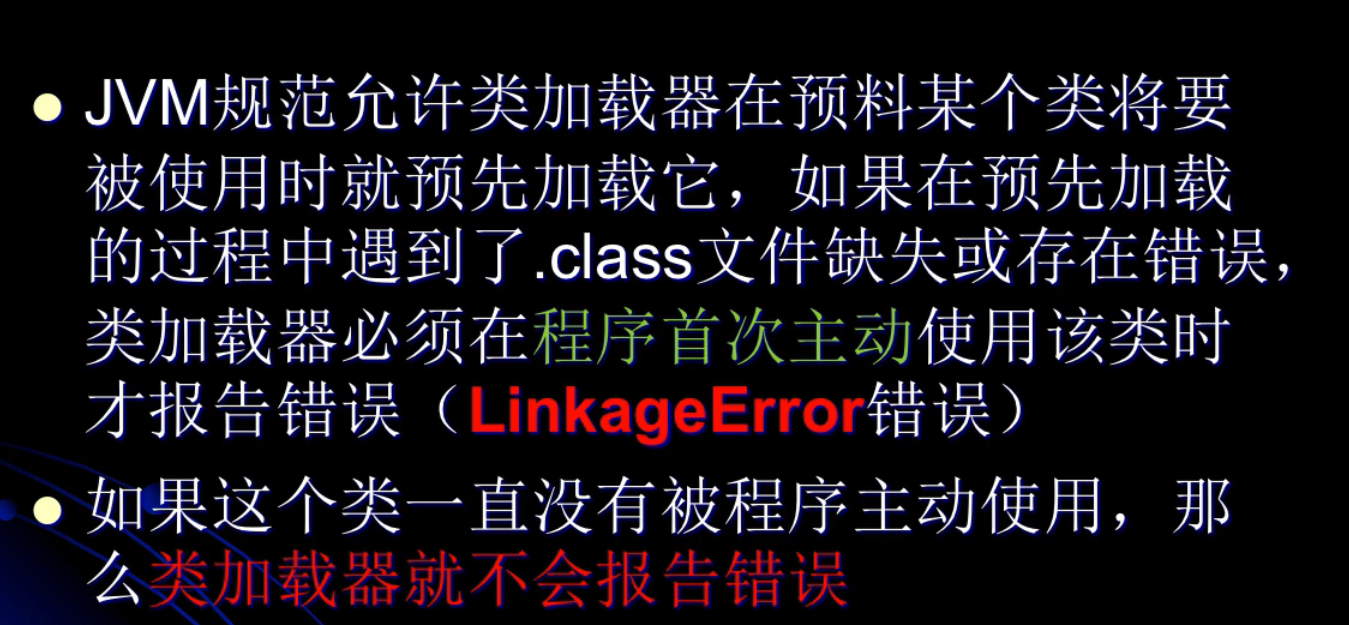 JVM规范允许类加载器在预料某个类将要
被使用时就预先加载它，如果在预先加载
的过程中遇到了.class文件缺失或存在错误，
类加载器必须在程序首次主动使用该类时
才报告错误（LinkageError错误）
如果这个类一直没有被程序主动使用，那
么类加载器就不会报告错误